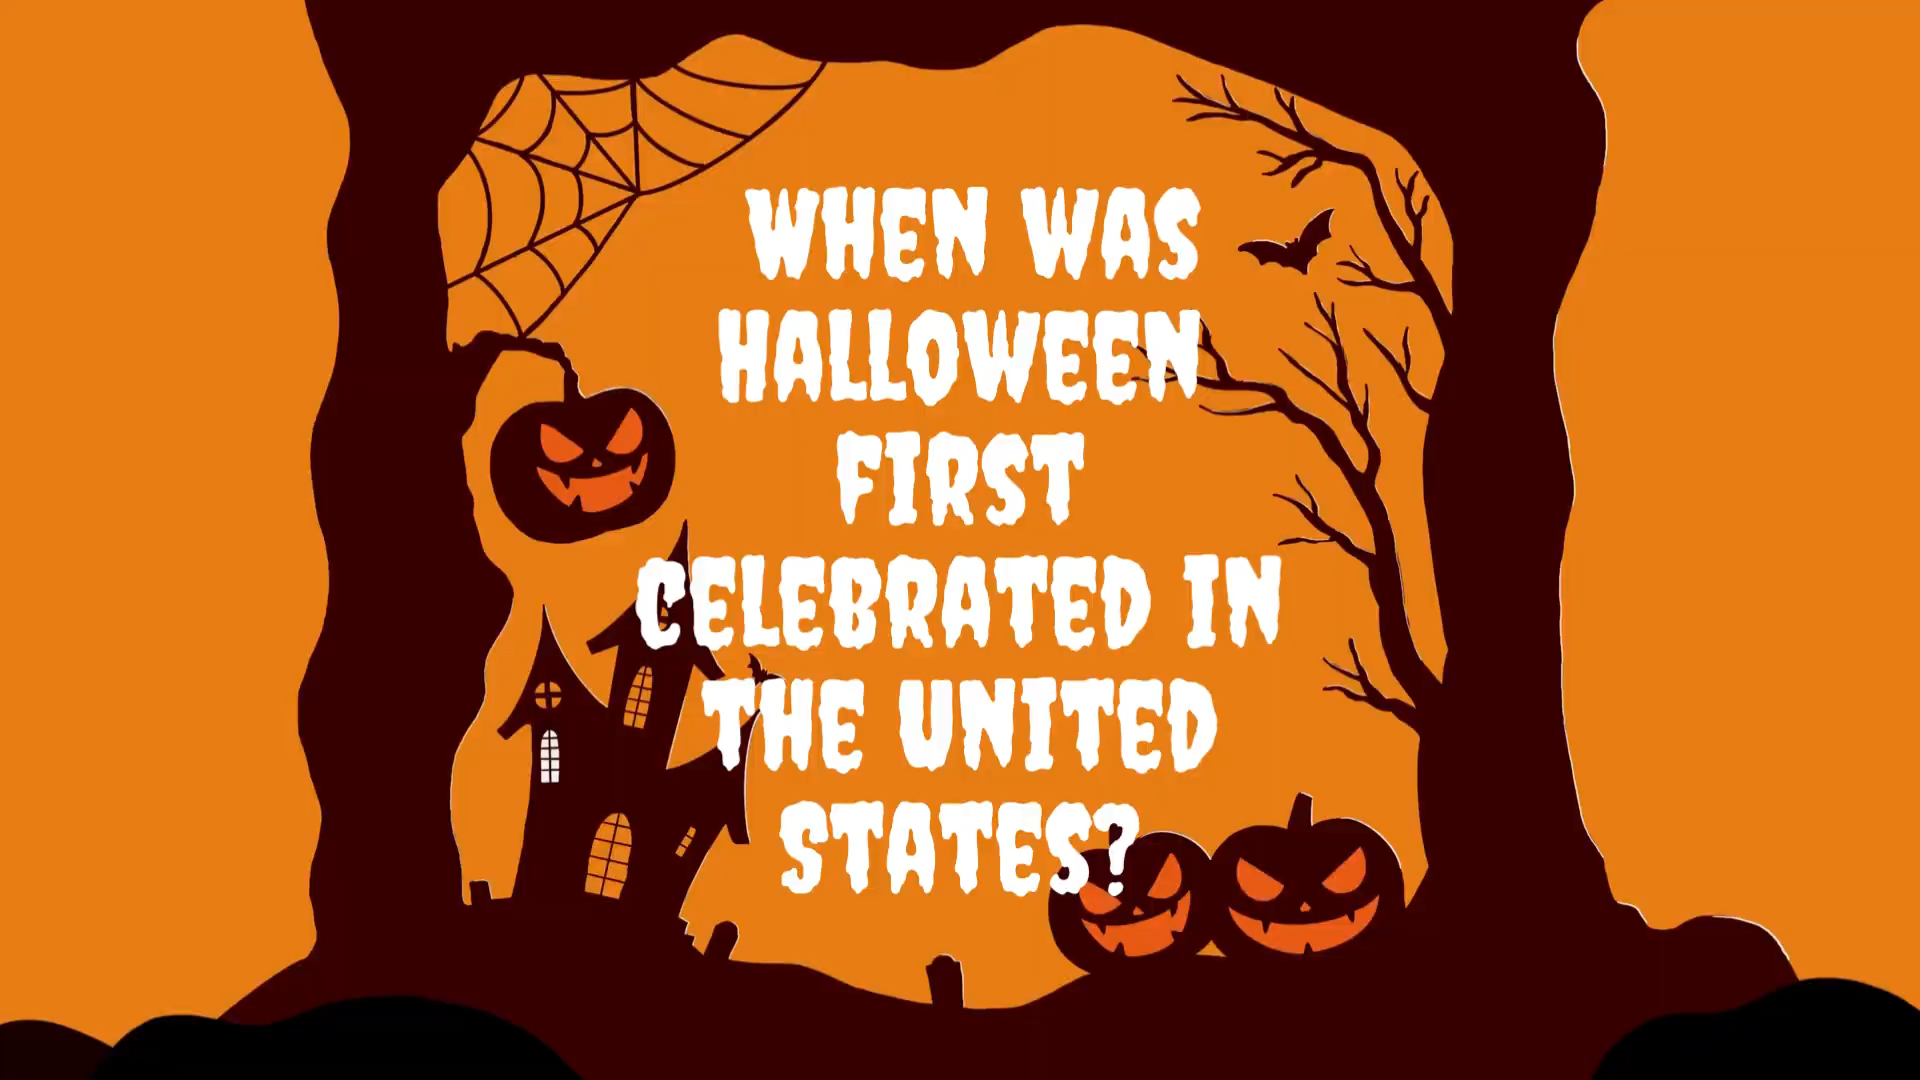 WHEN WAS
HALLOWEEN
FIRST
CELEBRATED IN
THE UNITED
STATES?